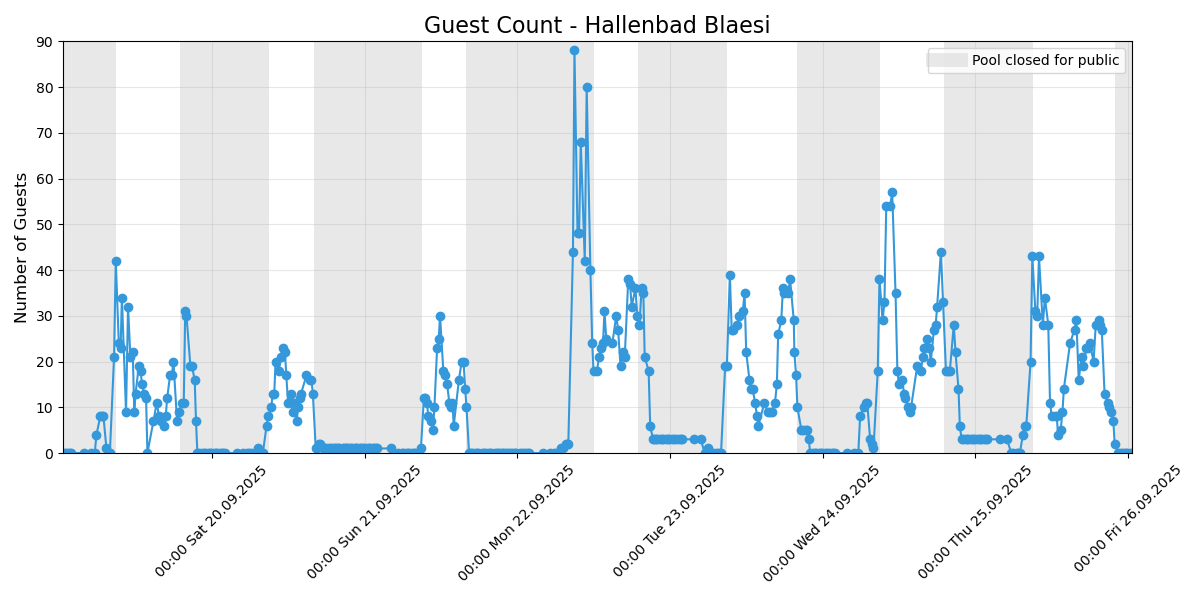 Guest Count - Hallenbad Blaesi
Number of Guests
90
80
70
60
50
40
30
20
10
0
Pool closed for public
00:00 Sat 20.09.2025
00:00 Sun 21.09.2025
00:00 Mon 22.09.2025
00:00 Tue 23.09.2025
00:00 Wed 24.09.2025
00:00 Thu 25.09.2025
00:00 Fri 26.09.2025